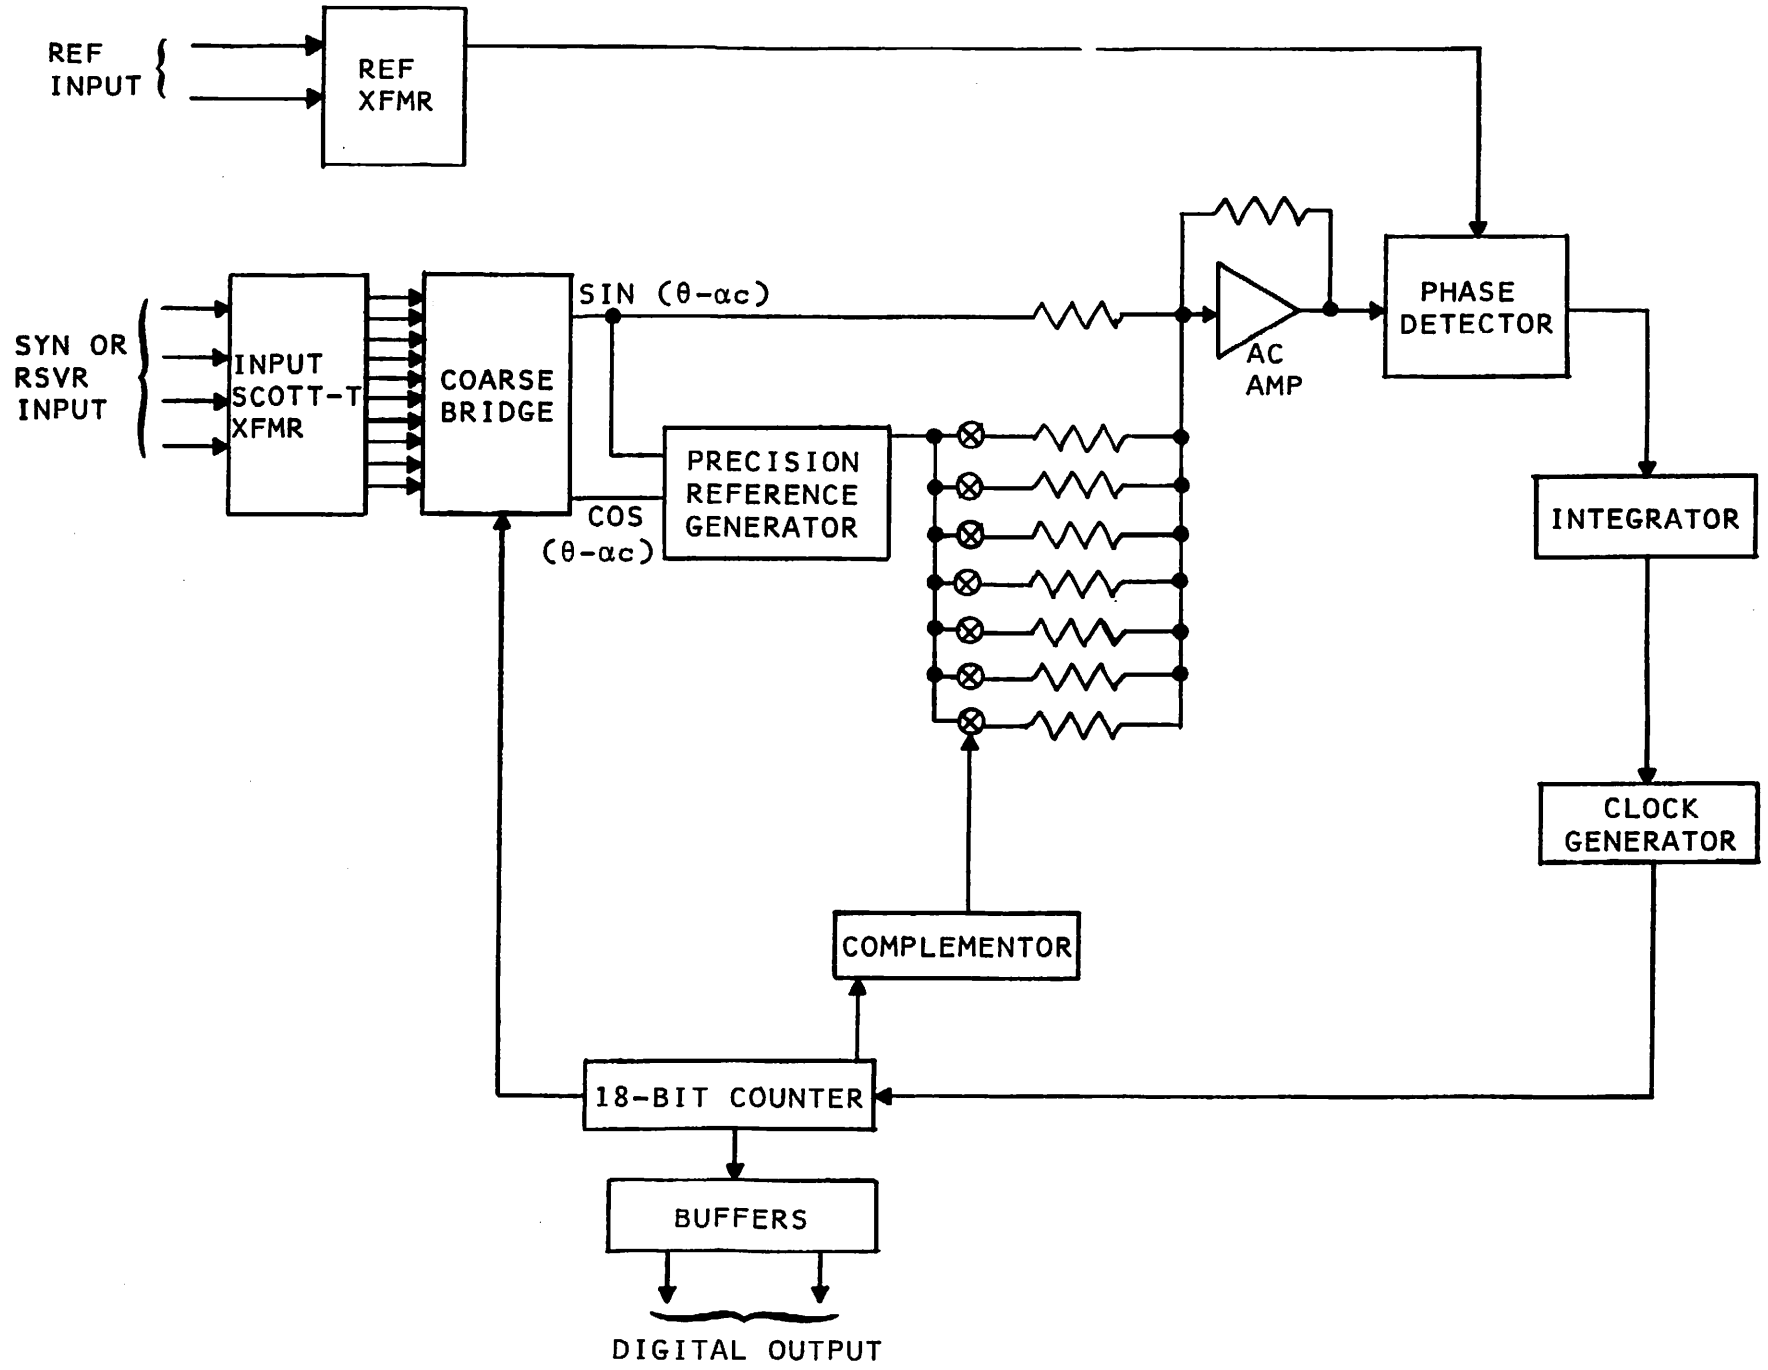 REF
INPUT
REF
XFMR
SYN OR
RSVR
INPUT
INPUT
SCOTT-T
XFMR
COARSE
BRIDGE
SIN (θ-αc)
COS
(θ-αc)
PRECISION
REFERENCE
GENERATOR
AC
AMP
PHASE
DETECTOR
INTEGRATOR
CLOCK
GENERATOR
COMPLEMENTOR
18-BIT COUNTER
BUFFERS
DIGITAL OUTPUT